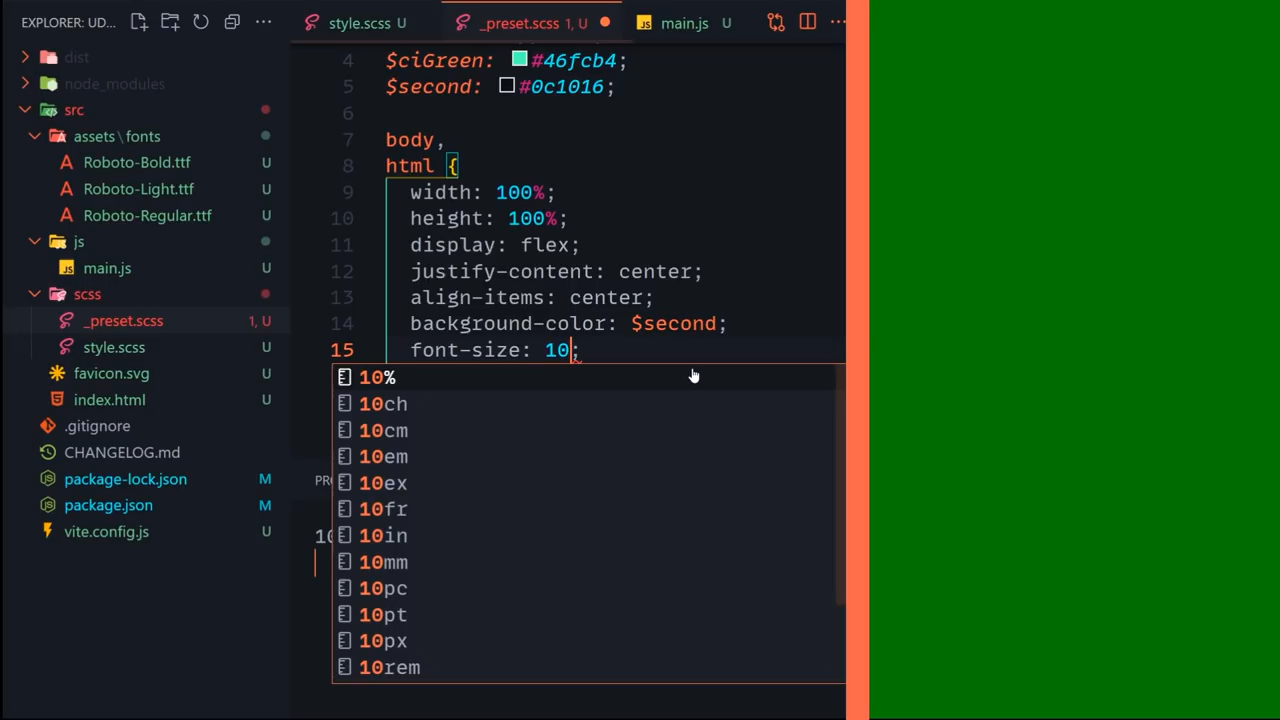 EXPLORER: UD...
dist
node_modules
src
assets\fonts
Roboto-Bold.ttf U
Roboto-Light.ttf U
Roboto-Regular.ttf U
js
main.js U
scss
_preset.scss 1, U
style.scss U
favicon.svg U
index.html U
.gitignore
CHANGELOG.md
package-lock.json M
package.json M
vite.config.js U
style.scss U
_preset.scss 1, U
JS main.js U
4 $ciGreen: #46fcb4;
5 $second: #0c1016;
6
7 body,
8 html {
9 width: 100%;
10 height: 100%;
11 display: flex;
12 justify-content: center;
13 align-items: center;
14 background-color: $second;
15 font-size: 10;
10%
10ch
10cm
10em
10ex
10fr
10in
10mm
10pc
10pt
10px
10rem